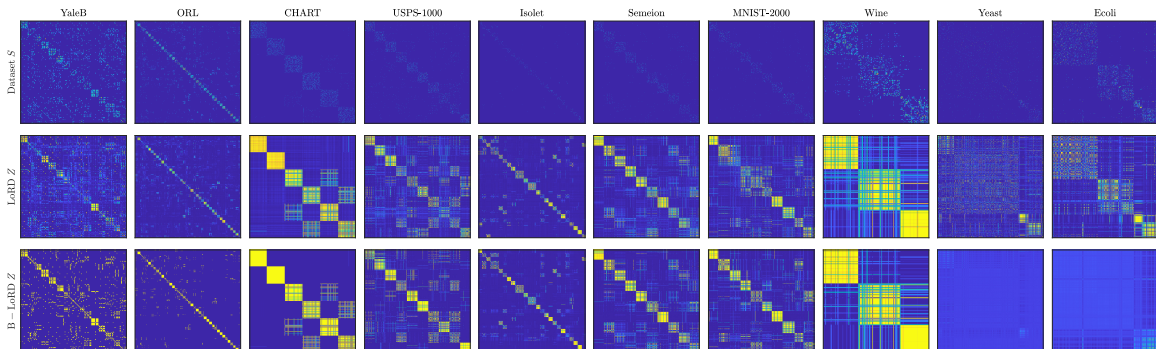 YaleB ORL CHART USPS-1000 Isolet Semeion MNIST-2000 Wine Yeast Ecoli
Dataset S
LoRD Z
B − LoRD Z